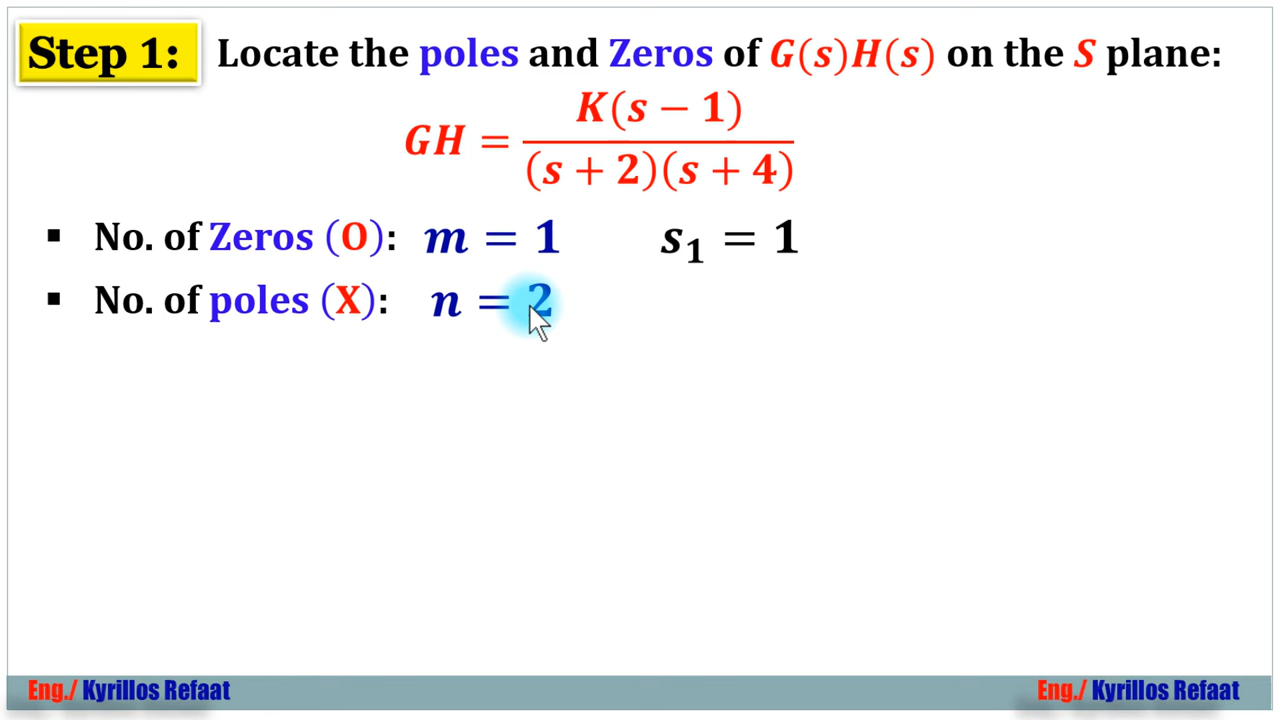 Step 1: Locate the poles and Zeros of G(s)H(s) on the S plane:
GH = K(s − 1) / (s + 2)(s + 4)
▪ No. of Zeros (O): m = 1 s₁ = 1
▪ No. of poles (X): n = 2
Eng./ Kyrillos Refaat Eng./ Kyrillos Refaat